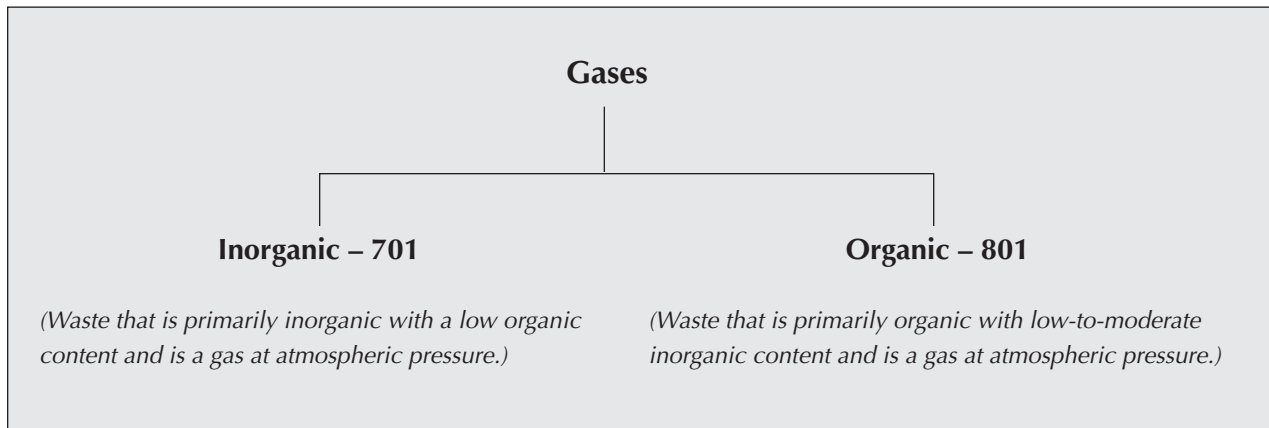 Gases
Inorganic – 701
Organic – 801
(Waste that is primarily inorganic with a low organic
content and is a gas at atmospheric pressure.)
(Waste that is primarily organic with low-to-moderate
inorganic content and is a gas at atmospheric pressure.)